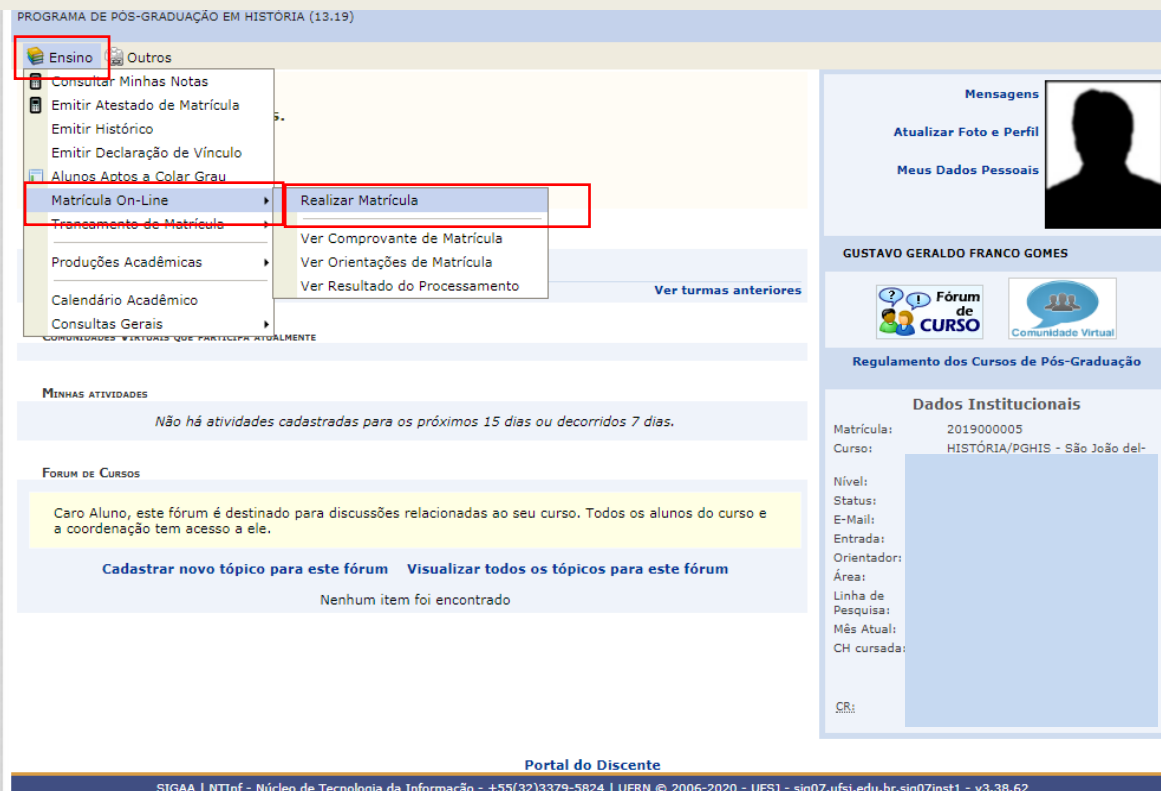 PROGRAMA DE PÓS-GRADUAÇÃO EM HISTÓRIA (13.19)
Ensino Outros
Consultar Minhas Notas
Emitir Atestado de Matrícula
s.
Emitir Histórico
Emitir Declaração de Vínculo
Alunos Aptos a Colar Grau
Matrícula On-Line
Realizar Matrícula
Trancamento de Matrícula
Ver Comprovante de Matrícula
Produções Acadêmicas
Ver Orientações de Matrícula
Ver Resultado do Processamento
Calendário Acadêmico
Consultas Gerais
Ver turmas anteriores
Comunidades Virtuais que participa atualmente
Minhas atividades
Não há atividades cadastradas para os próximos 15 dias ou decorridos 7 dias.
Forum de Cursos
Caro Aluno, este fórum é destinado para discussões relacionadas ao seu curso. Todos os alunos do curso e
a coordenação tem acesso a ele.
Cadastrar novo tópico para este fórum Visualizar todos os tópicos para este fórum
Nenhum item foi encontrado
Mensagens
Atualizar Foto e Perfil
Meus Dados Pessoais
GUSTAVO GERALDO FRANCO GOMES
Fórum
de
CURSO
Comunidade Virtual
Regulamento dos Cursos de Pós-Graduação
Dados Institucionais
Matrícula: 2019000005
Curso: HISTÓRIA/PGHIS - São João del-
Nível:
Status:
E-Mail:
Entrada:
Orientador:
Área:
Linha de
Pesquisa:
Mês Atual:
CH cursada:
CR:
Portal do Discente
SIGAA | NTInf - Núcleo de Tecnologia da Informação - +55(32)3379-5824 | UFRN © 2006-2020 - UFSJ - sig07.ufsj.edu.br.sig07inst1 - v3.38.62